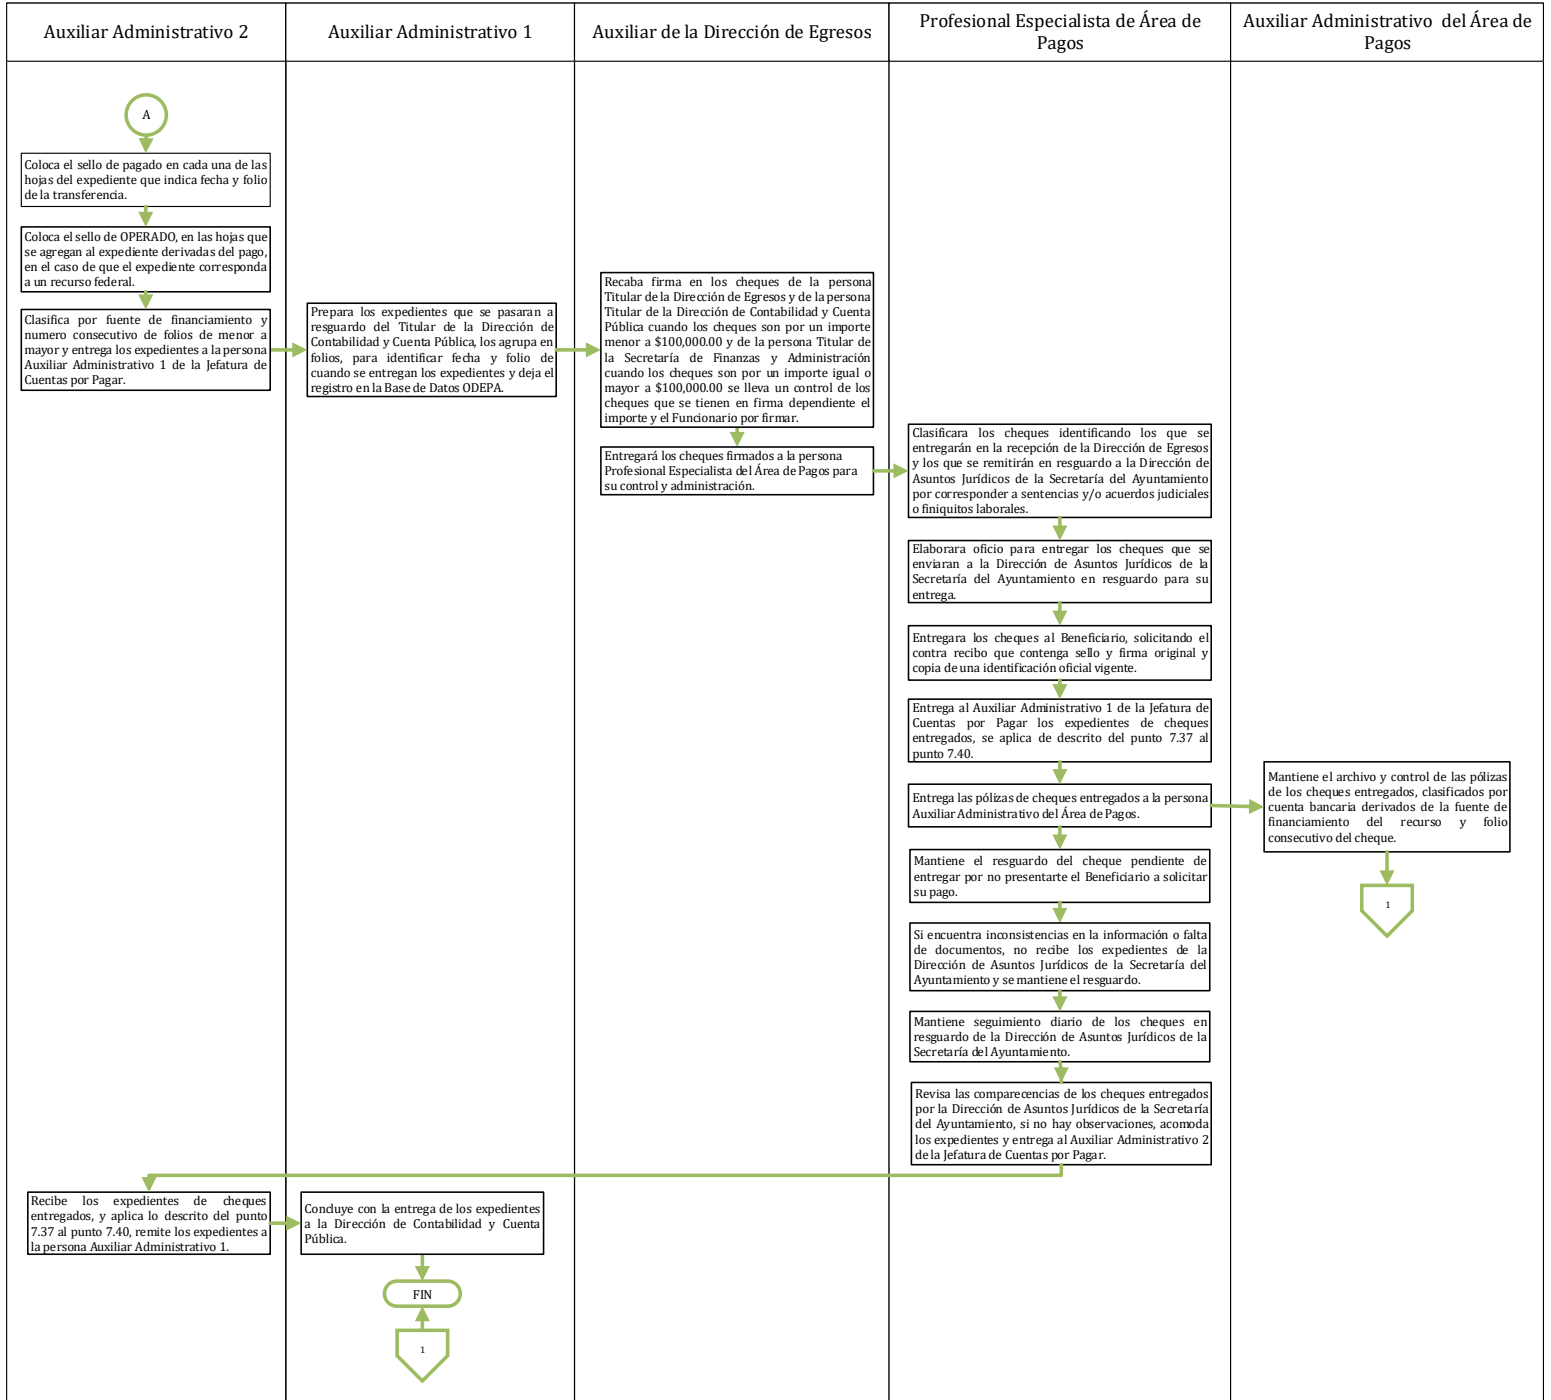 Auxiliar Administrativo 2
Auxiliar Administrativo 1
Auxiliar de la Dirección de Egresos
Profesional Especialista de Área de
Pagos
Auxiliar Administrativo  del Área de
Pagos
A
Coloca el sello de pagado en cada una de las
hojas del expediente que indica fecha y folio
de la transferencia.
Coloca el sello de OPERADO, en las hojas que
se agregan al expediente derivadas del pago,
en el caso de que el expediente corresponda
a un recurso federal.
Clasifica por fuente de financiamiento y
numero consecutivo de folios de menor a
mayor y entrega los expedientes a la persona
Auxiliar Administrativo 1 de la Jefatura de
Cuentas por Pagar.
Prepara los expedientes que se pasaran a
resguardo del Titular de la Dirección de
Contabilidad y Cuenta Pública, los agrupa en
folios, para identificar fecha y folio de
cuando se entregan los expedientes y deja el
registro en la Base de Datos ODEPA.
Recaba firma en los cheques de la persona
Titular de la Dirección de Egresos y de la persona
Titular de la Dirección de Contabilidad y Cuenta
Pública cuando los cheques son por un importe
menor a $100,000.00 y de la persona Titular de
la Secretaría de Finanzas y Administración
cuando los cheques son por un importe igual o
mayor a $100,000.00 se lleva un control de los
cheques que se tienen en firma dependiente el
importe y el Funcionario por firmar.
Entregará los cheques firmados a la persona
Profesional Especialista del Área de Pagos para
su control y administración.
Clasificara los cheques identificando los que se
entregarán en la recepción de la Dirección de Egresos
y los que se remitirán en resguardo a la Dirección de
Asuntos Jurídicos de la Secretaría del Ayuntamiento
por corresponder a sentencias y/o acuerdos judiciales
o finiquitos laborales.
Elaborara oficio para entregar los cheques que se
enviaran a la Dirección de Asuntos Jurídicos de la
Secretaría del Ayuntamiento en resguardo para su
entrega.
Entregara los cheques al Beneficiario, solicitando el
contra recibo que contenga sello y firma original y
copia de una identificación oficial vigente.
Entrega al Auxiliar Administrativo 1 de la Jefatura de
Cuentas por Pagar los expedientes de cheques
entregados, se aplica de descrito del punto 7.37 al
punto 7.40.
Entrega las pólizas de cheques entregados a la persona
Auxiliar Administrativo del Área de Pagos.
Mantiene el archivo y control de las pólizas
de los cheques entregados, clasificados por
cuenta bancaria derivados de la fuente de
financiamiento del recurso y folio
consecutivo del cheque.
1
Mantiene el resguardo del cheque pendiente de
entregar por no presentarte el Beneficiario a solicitar
su pago.
Si encuentra inconsistencias en la información o falta
de documentos, no recibe los expedientes de la
Dirección de Asuntos Jurídicos de la Secretaría del
Ayuntamiento y se mantiene el resguardo.
Mantiene seguimiento diario de los cheques en
resguardo de la Dirección de Asuntos Jurídicos de la
Secretaría del Ayuntamiento.
Revisa las comparecencias de los cheques entregados
por la Dirección de Asuntos Jurídicos de la Secretaría
del Ayuntamiento, si no hay observaciones, acomoda
los expedientes y entrega al Auxiliar Administrativo 2
de la Jefatura de Cuentas por Pagar.
Recibe los expedientes de cheques
entregados, y aplica lo descrito del punto
7.37 al punto 7.40, remite los expedientes a
la persona Auxiliar Administrativo 1.
Concluye con la entrega de los expedientes
a la Dirección de Contabilidad y Cuenta
Pública.
FIN
1